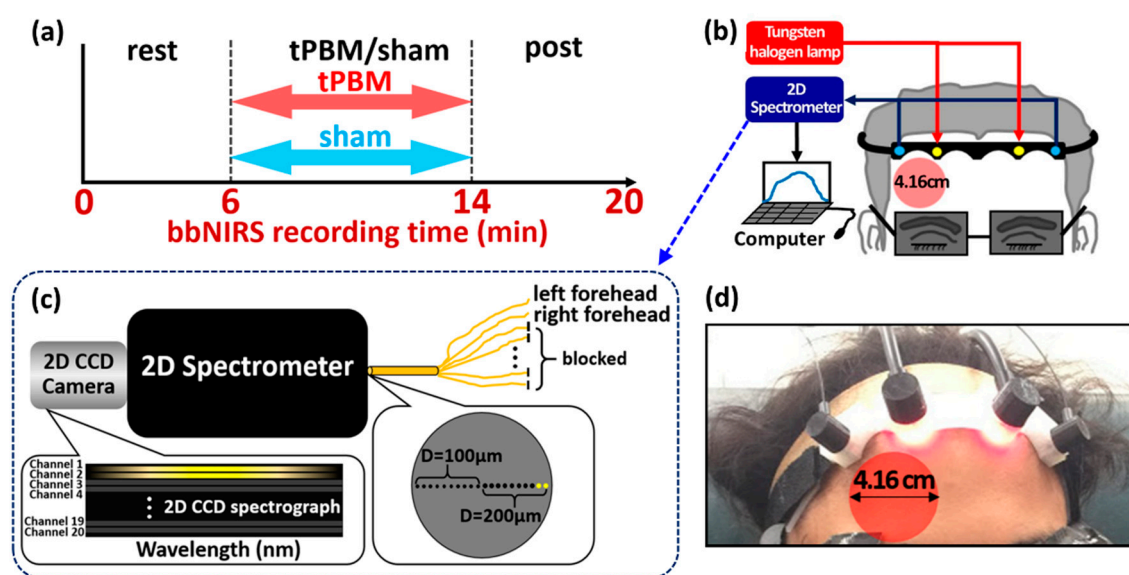 (a)
rest
tPBM/sham
post
tPBM
sham
0
6
14
20
bbNIRS recording time (min)
(b)
Tungsten
halogen lamp
2D
Spectrometer
4.16cm
Computer
(c)
2D CCD
Camera
2D Spectrometer
left forehead
right forehead
blocked
Channel 1
Channel 2
Channel 3
Channel 4
2D CCD spectrograph
Channel 19
Channel 20
Wavelength (nm)
D=100μm
D=200μm
(d)
4.16 cm